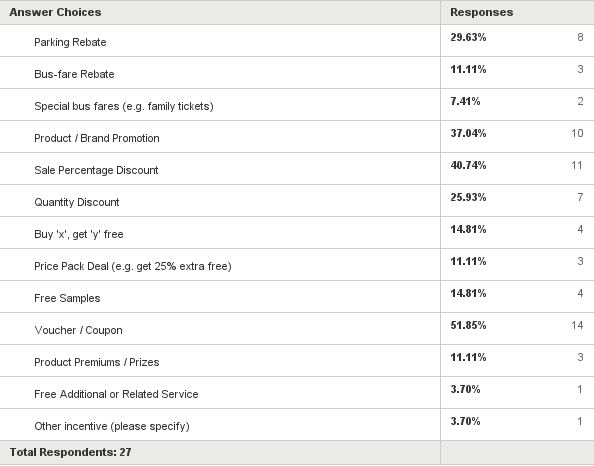 Answer Choices Responses
Parking Rebate 29.63% 8
Bus-fare Rebate 11.11% 3
Special bus fares (e.g. family tickets) 7.41% 2
Product / Brand Promotion 37.04% 10
Sale Percentage Discount 40.74% 11
Quantity Discount 25.93% 7
Buy 'x', get 'y' free 14.81% 4
Price Pack Deal (e.g. get 25% extra free) 11.11% 3
Free Samples 14.81% 4
Voucher / Coupon 51.85% 14
Product Premiums / Prizes 11.11% 3
Free Additional or Related Service 3.70% 1
Other incentive (please specify) 3.70% 1
Total Respondents: 27